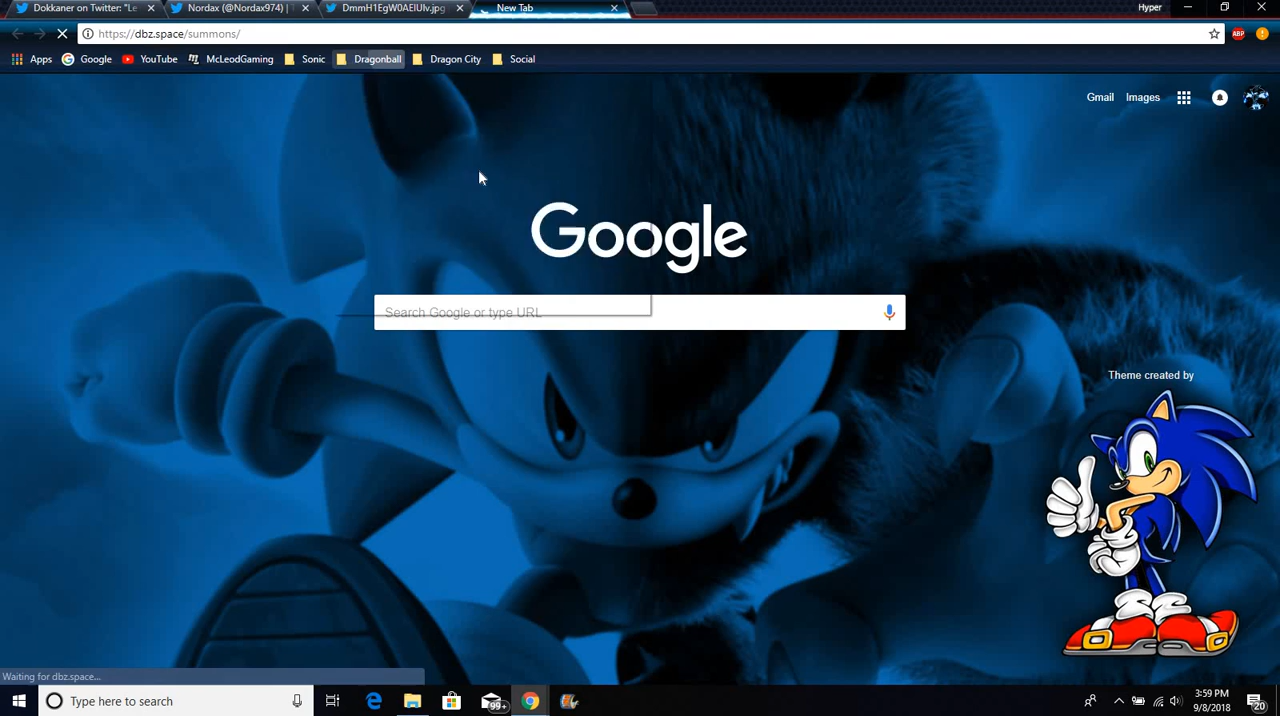 Dokkaner on Twitter: "Le
Nordax (@Nordax974) |
DmmH1EgW0AEIUlv.jpg
New Tab
Hyper
https://dbz.space/summons/
ABP
Apps
Google
YouTube
McLeodGaming
Sonic
Dragonball
Dragon City
Social
Gmail
Images
Google
Search Google or type URL
Theme created by
Waiting for dbz.space...
Type here to search
99+
3:59 PM
9/8/2018
20